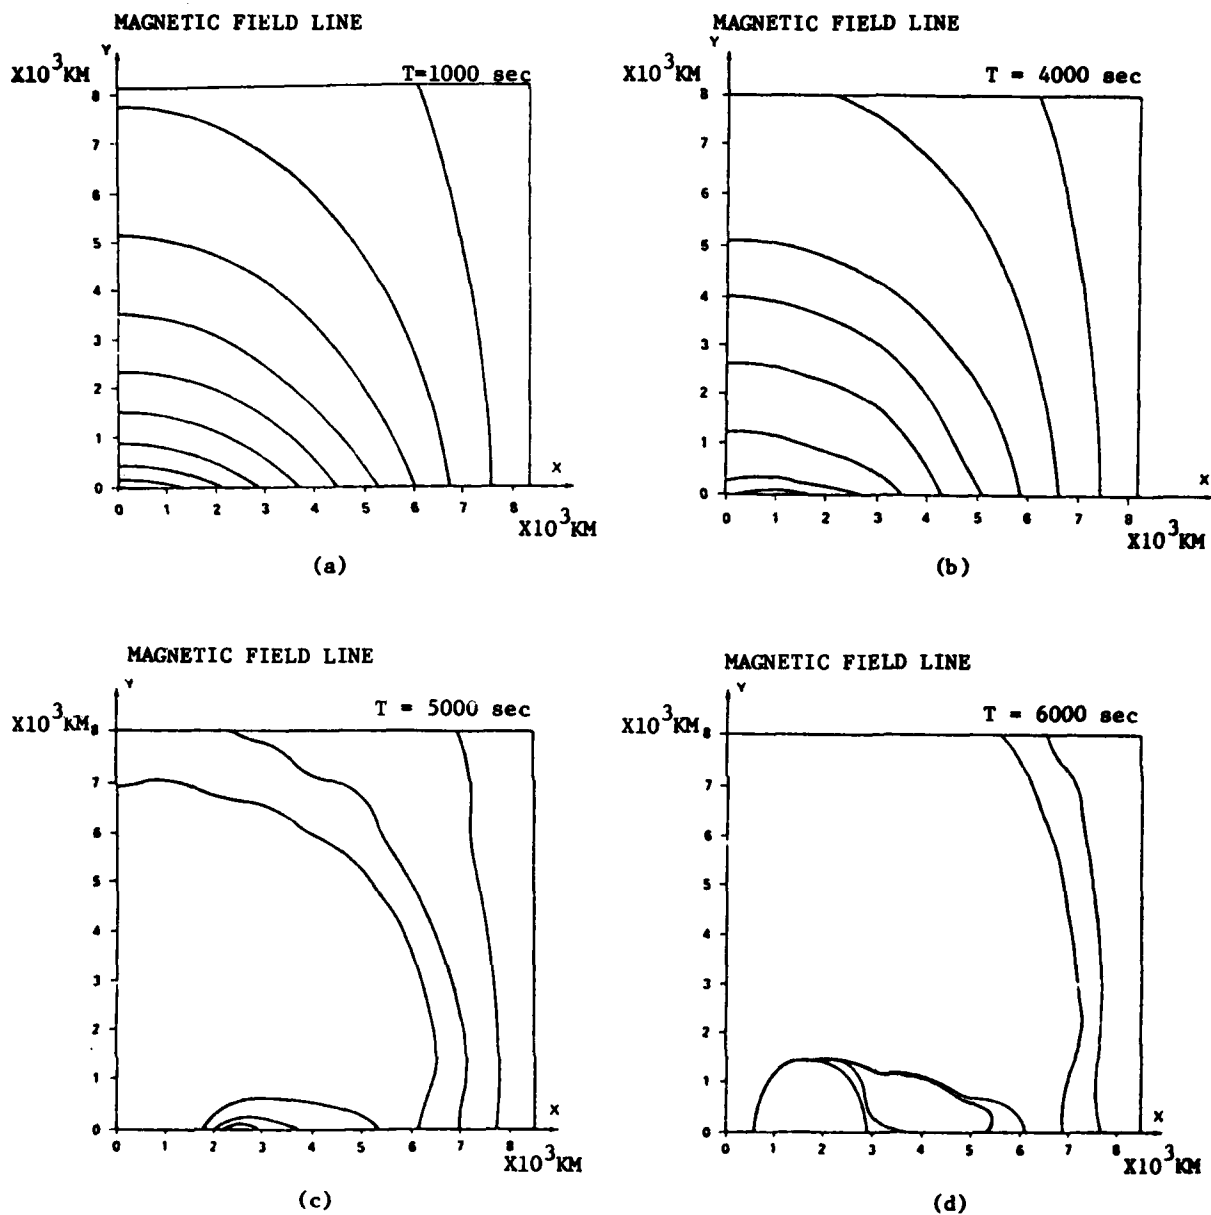 MAGNETIC FIELD LINE
Y
X10³KM
T=1000 sec
8
7
6
5
4
3
2
1
0
X
0 1 2 3 4 5 6 7 8
X10³KM
(a)
MAGNETIC FIELD LINE
Y
X10³KM
T = 4000 sec
8
7
6
5
4
3
2
1
0
X
0 1 2 3 4 5 6 7 8
X10³KM
(b)
MAGNETIC FIELD LINE
Y
X10³KM
T = 5000 sec
8
7
6
5
4
3
2
1
0
X
0 1 2 3 4 5 6 7 8
X10³KM
(c)
MAGNETIC FIELD LINE
Y
X10³KM
T = 6000 sec
8
7
6
5
4
3
2
1
0
X
0 1 2 3 4 5 6 7 8
X10³KM
(d)